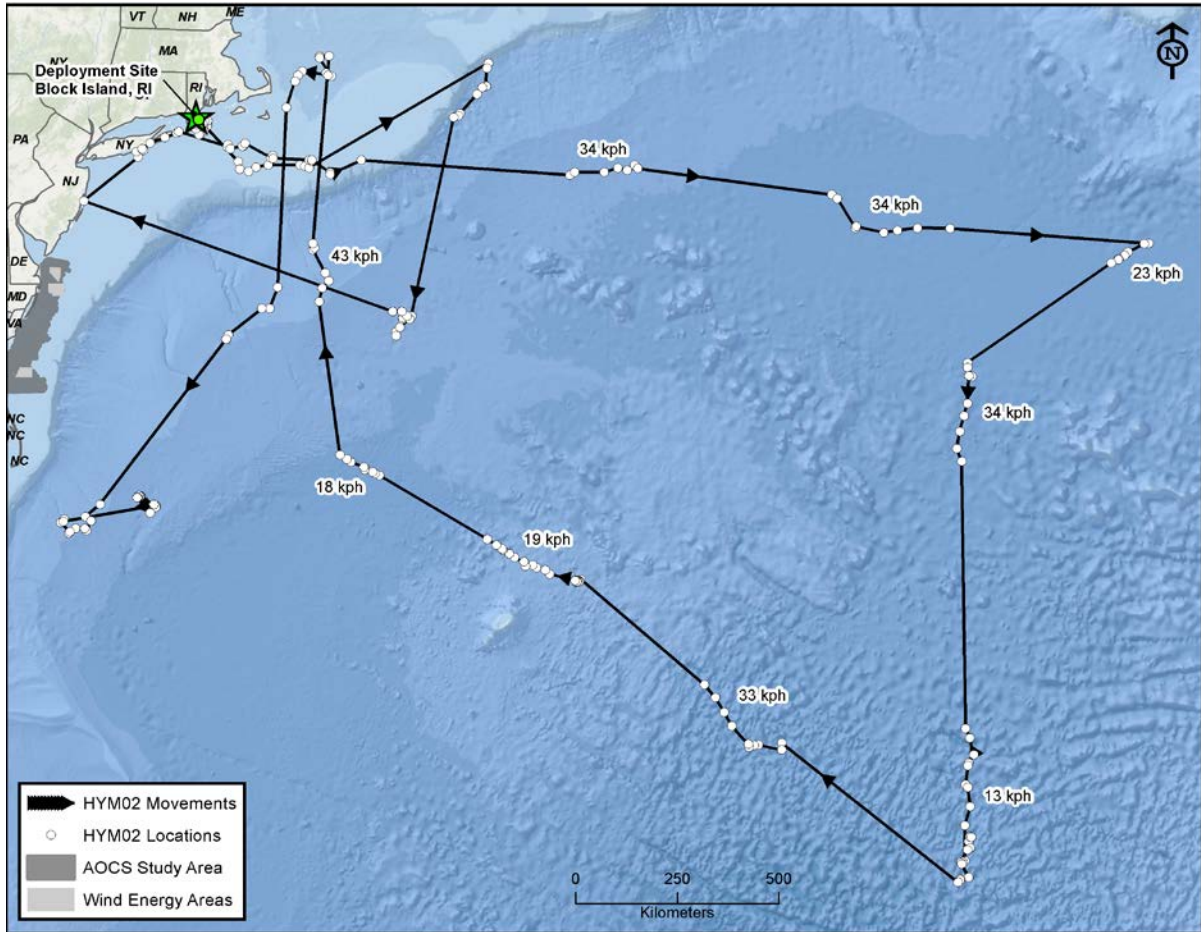 VT
NH
ME
NY
MA
Deployment Site
Block Island, RI
RI
PA
NY
NJ
34 kph
34 kph
DE
43 kph
23 kph
MD
VA
34 kph
NC
NC
NC
18 kph
19 kph
33 kph
13 kph
HYM02 Movements
HYM02 Locations
AOCS Study Area
Wind Energy Areas
0 250 500
Kilometers
N